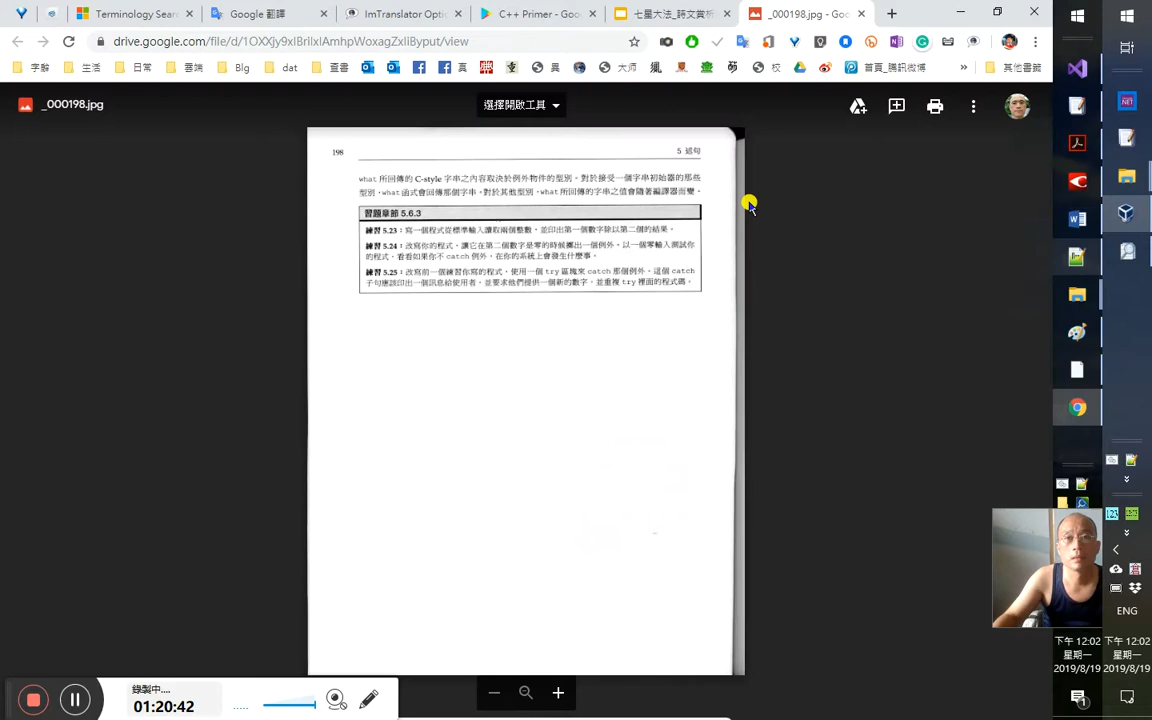 Terminology Sear
Google 翻譯
ImTranslator Optio
C++ Primer - Goo
七星大法_詩文賞析
_000198.jpg - Goo
drive.google.com/file/d/1OXXjy9xIBrilxIAmhpWoxagZxIiByput/view
字辭
生活
日常
雲端
Blg
dat
查書
異
大师
校
首頁_騰訊微博
»
其他書籤
_000198.jpg
選擇開啟工具
198
5 述句
what 所回傳的 C-style 字串之內容取決於例外物件的型別。對於接受一個字串初始器的那些
型別,what 函式會回傳那個字串。對於其他型別,what 所回傳的字串之值會隨著編譯器而變。
習題章節 5.6.3
練習 5.23:寫一個程式從標準輸入讀取兩個整數,並印出第一個數字除以第二個的結果。
練習 5.24:改寫你的程式,讓它在第二個數字是零的時候擲出一個例外。以一個零輸入測試你
的程式,看看如果你不 catch 例外,在你的系統上會發生什麼事。
練習 5.25:改寫前一個練習你寫的程式,使用一個 try 區塊來 catch 那個例外。這個 catch
子句應該印出一個訊息給使用者,並要求他們提供一個新的數字,並重複 try 裡面的程式碼。
錄製中....
01:20:42
ENG
下午 12:02
星期一
2019/8/19
下午 12:02
星期一
2019/8/19